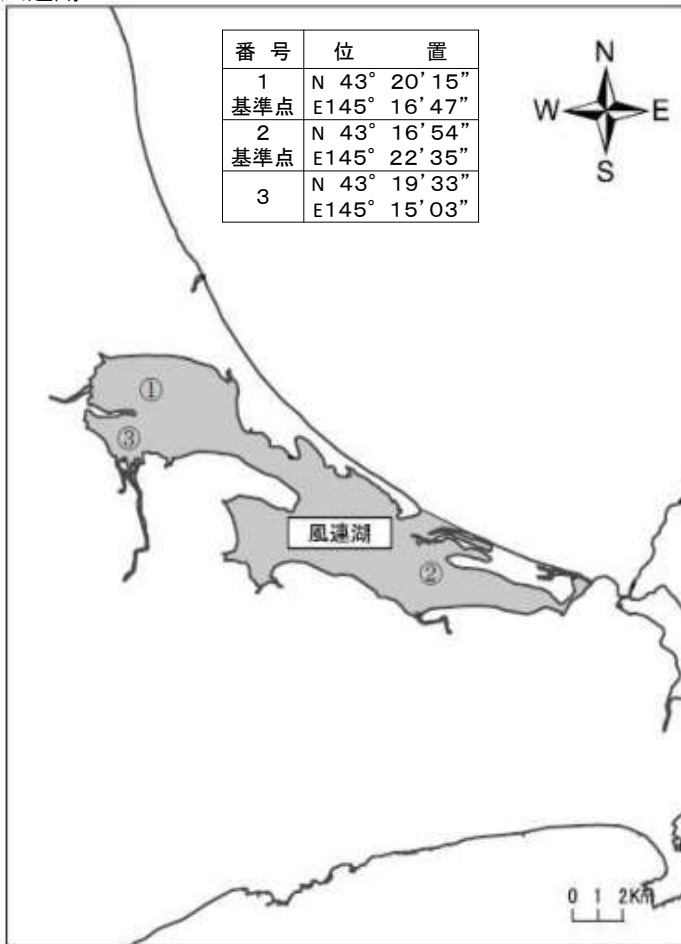 番 号 位 置
1 N 43° 20’15”
基準点 E145° 16’47”
2 N 43° 16’54”
基準点 E145° 22’35”
3 N 43° 19’33”
E145° 15’03”
N
W E
S
①
③
風蓮湖
②
0 1 2Km